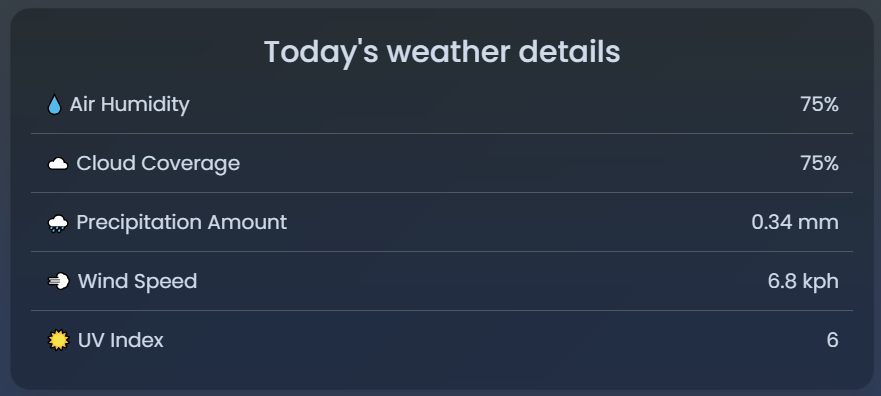 Today's weather details
Air Humidity 75%
Cloud Coverage 75%
Precipitation Amount 0.34 mm
Wind Speed 6.8 kph
UV Index 6